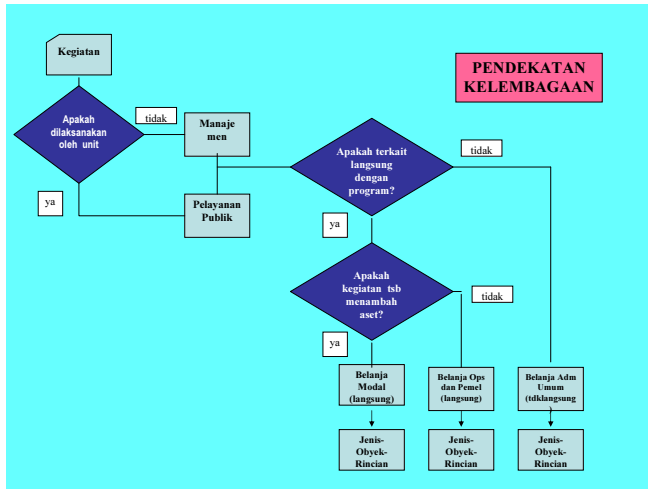 Kegiatan
PENDEKATAN
KELEMBAGAAN
Apakah
dilaksanakan
oleh unit
tidak
Manaje
men
Apakah terkait
langsung
dengan
program?
tidak
ya
Pelayanan
Publik
ya
Apakah
kegiatan tsb
menambah
aset?
tidak
ya
Belanja
Modal
(langsung)
Belanja Ops
dan Pemel
(langsung)
Belanja Adm
Umum
(tdklangsung
)
Jenis-
Obyek-
Rincian
Jenis-
Obyek-
Rincian
Jenis-
Obyek-
Rincian